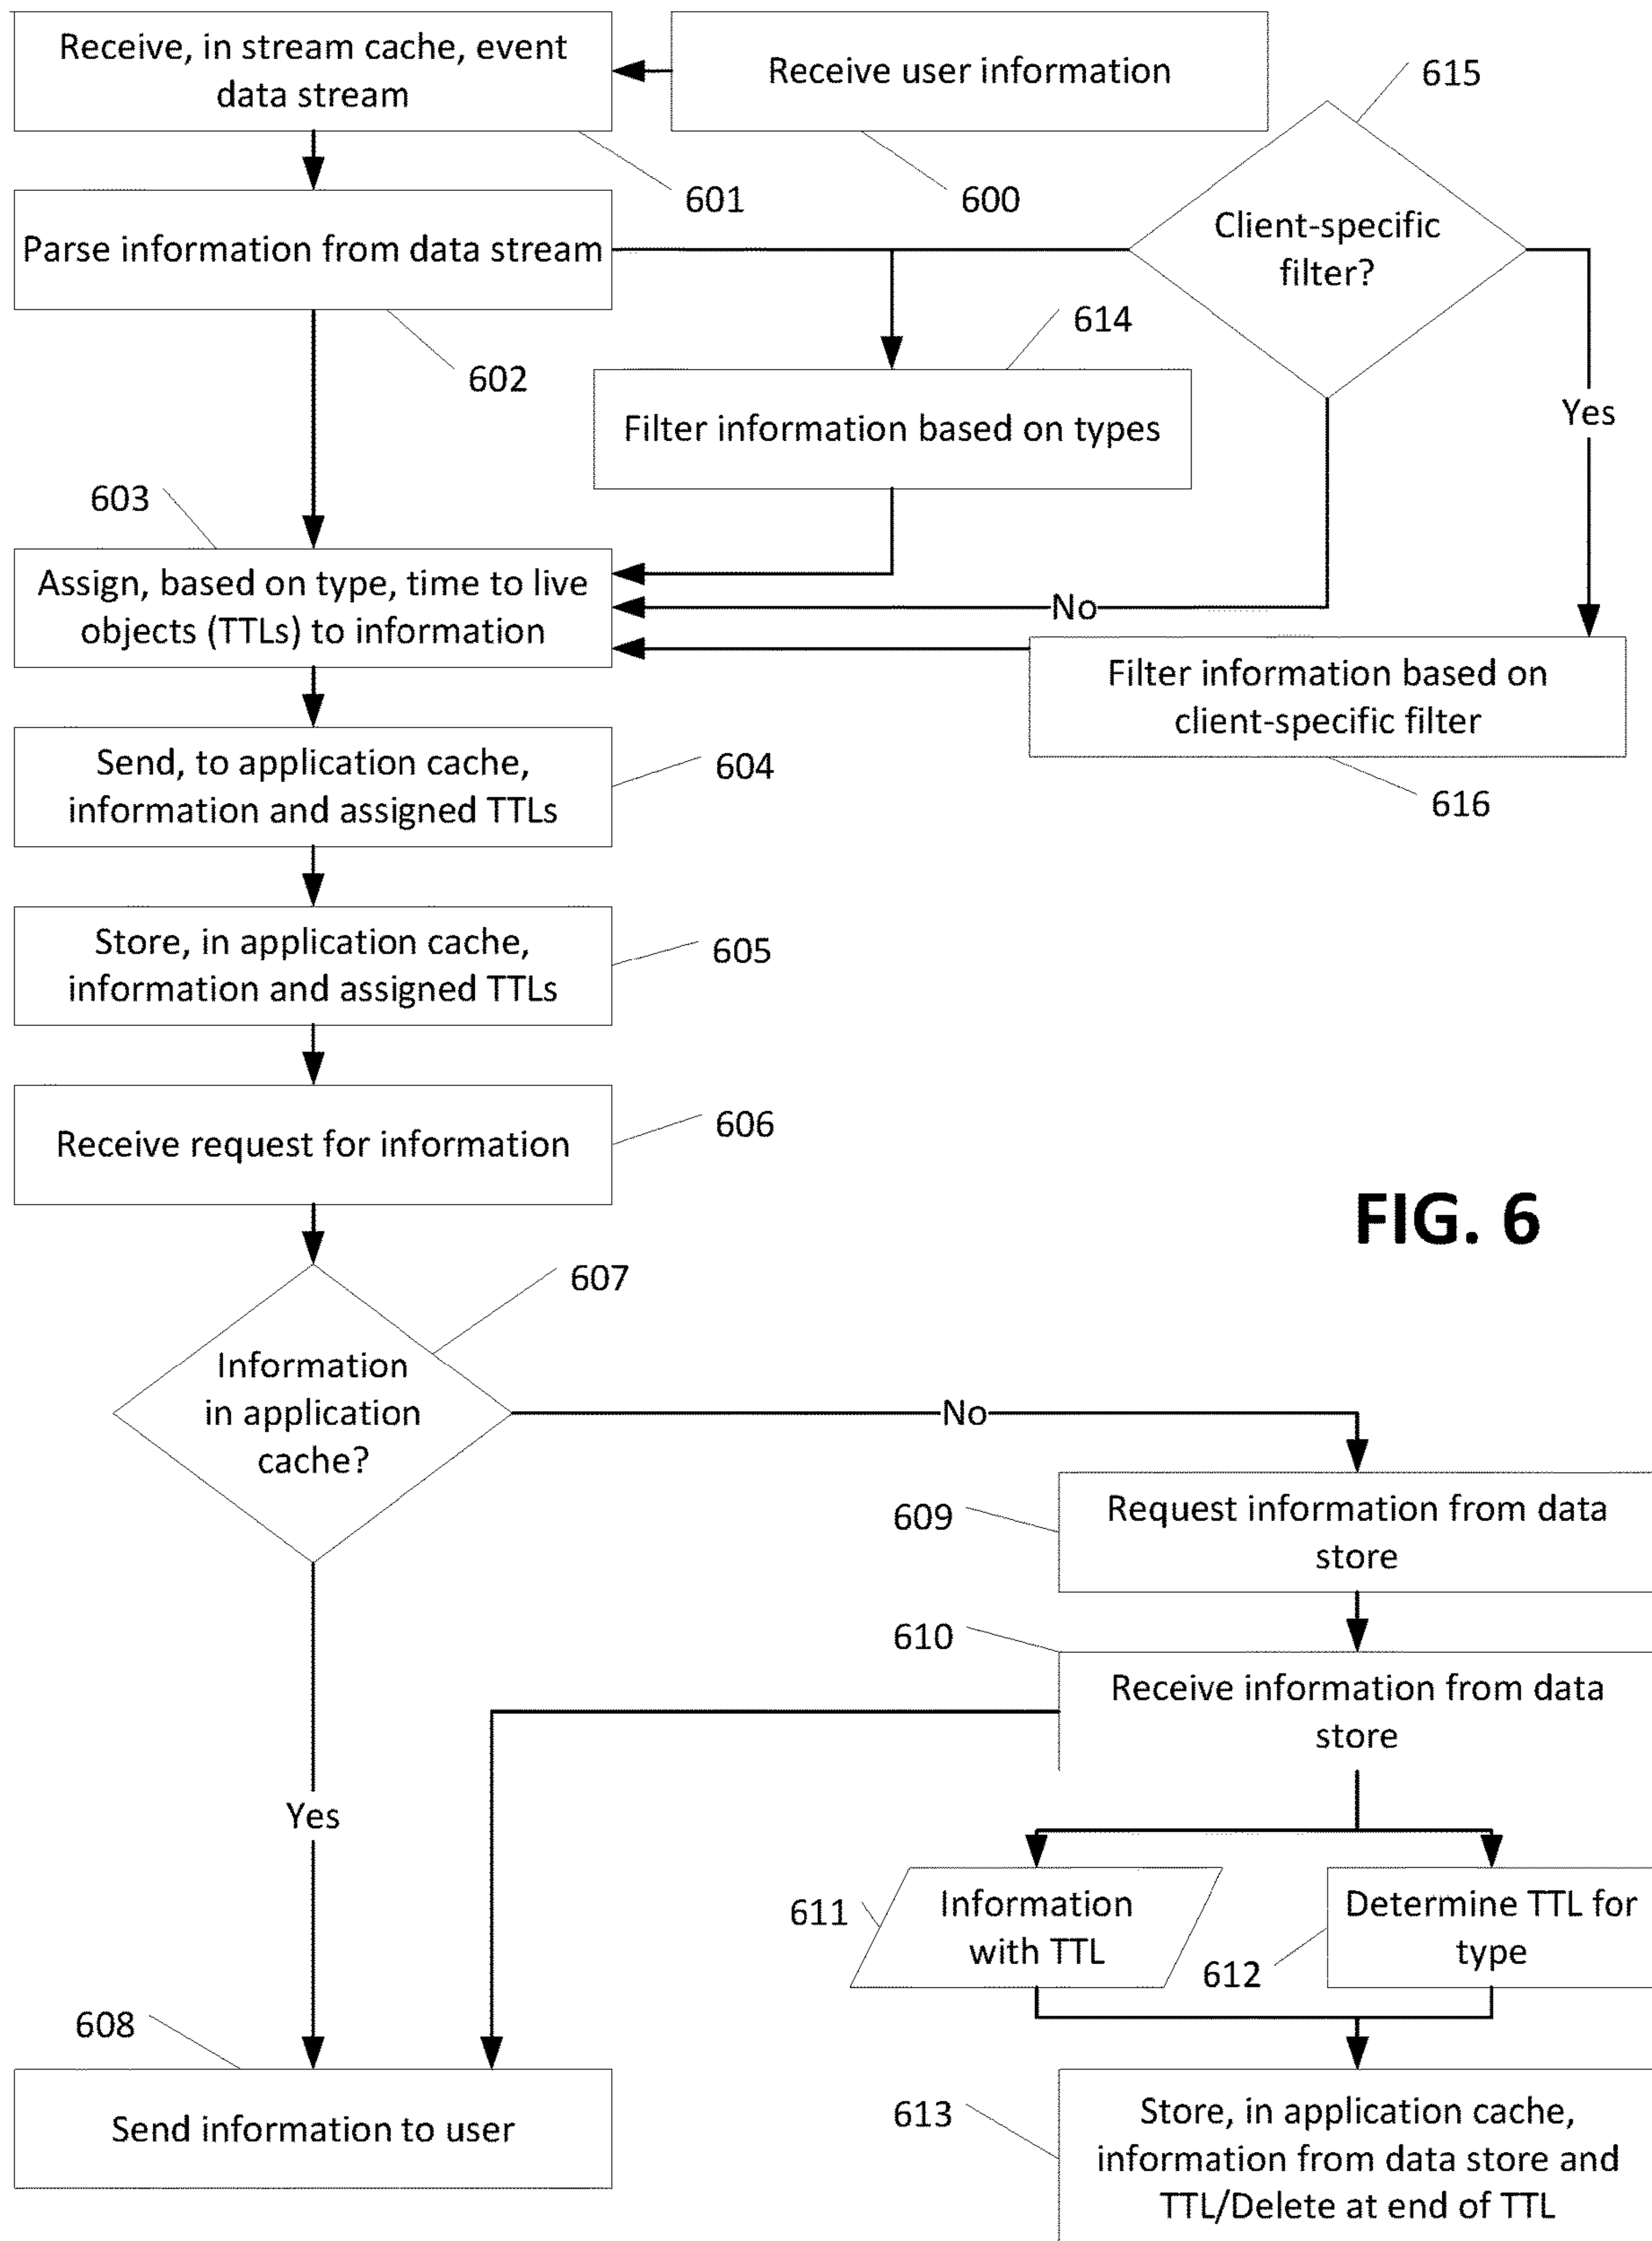 Receive, in stream cache, event
data stream
Receive user information
615
601
600
Parse information from data stream
Client-specific
filter?
614
602
Filter information based on types
Yes
603
Assign, based on type, time to live
objects (TTLs) to information
No
Filter information based on
client-specific filter
604
Send, to application cache,
information and assigned TTLs
616
Store, in application cache,
information and assigned TTLs
605
Receive request for information
606
FIG. 6
607
Information
in application
cache?
No
609
Request information from data
store
610
Receive information from data
store
Yes
611
Information
with TTL
612
Determine TTL for
type
608
Send information to user
613
Store, in application cache,
information from data store and
TTL/Delete at end of TTL